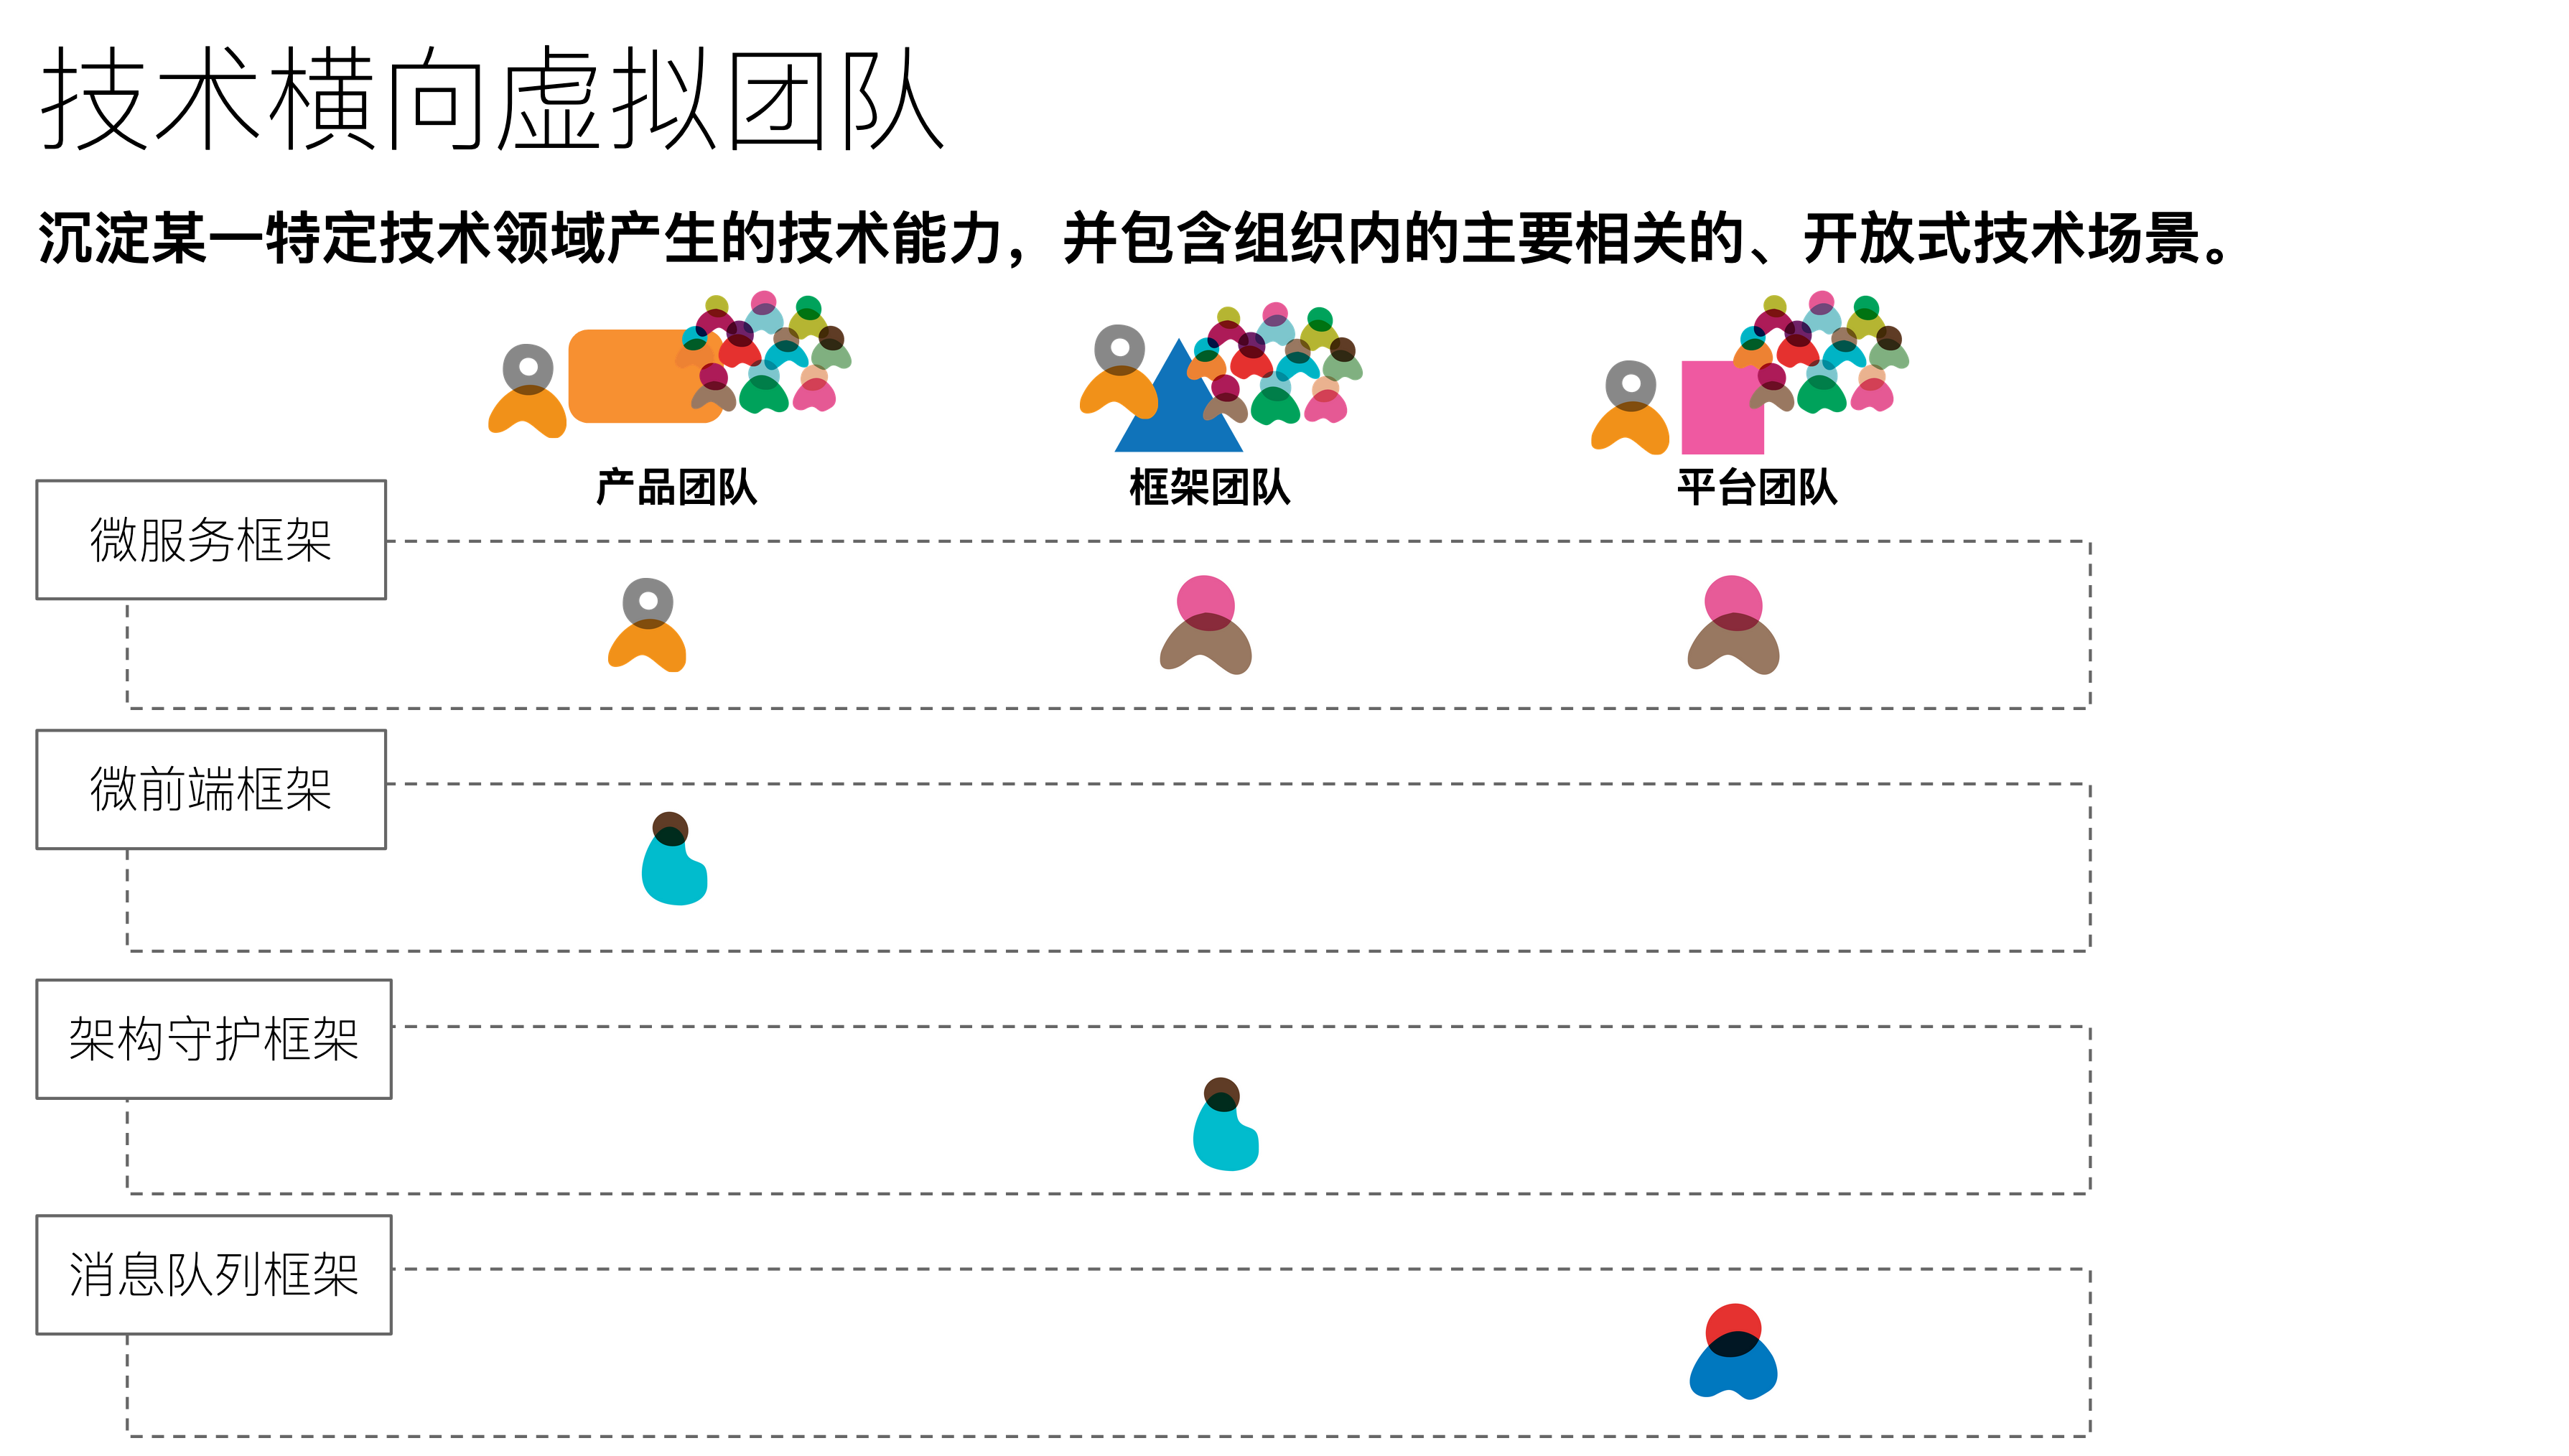 技术横向虚拟团队
沉淀某一特定技术领域产生的技术能力，并包含组织内的主要相关的、开放式技术场景。
产品团队
框架团队
平台团队
微服务框架
微前端框架
架构守护框架
消息队列框架